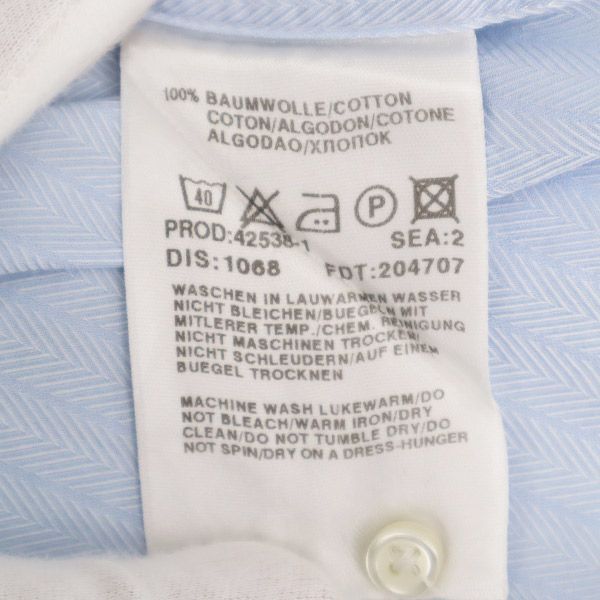 100% BAUMWOLLE/COTTON
COTON/ALGODON/COTONE
ALGODAO/ХЛОПОК
40 P
PROD:42538-1 SEA:2
DIS:1068 FDT:204707
WASCHEN IN LAUWARMEN WASSER
NICHT BLEICHEN/BUEGELN MIT
MITLERER TEMP./CHEM. REINIGUNG
NICHT MASCHINEN TROCKEN/
NICHT SCHLEUDERN/AUF EINEM
BUEGEL TROCKNEN
MACHINE WASH LUKEWARM/DO
NOT BLEACH/WARM IRON/DRY
CLEAN/DO NOT TUMBLE DRY/DO
NOT SPIN/DRY ON A DRESS-HUNGER